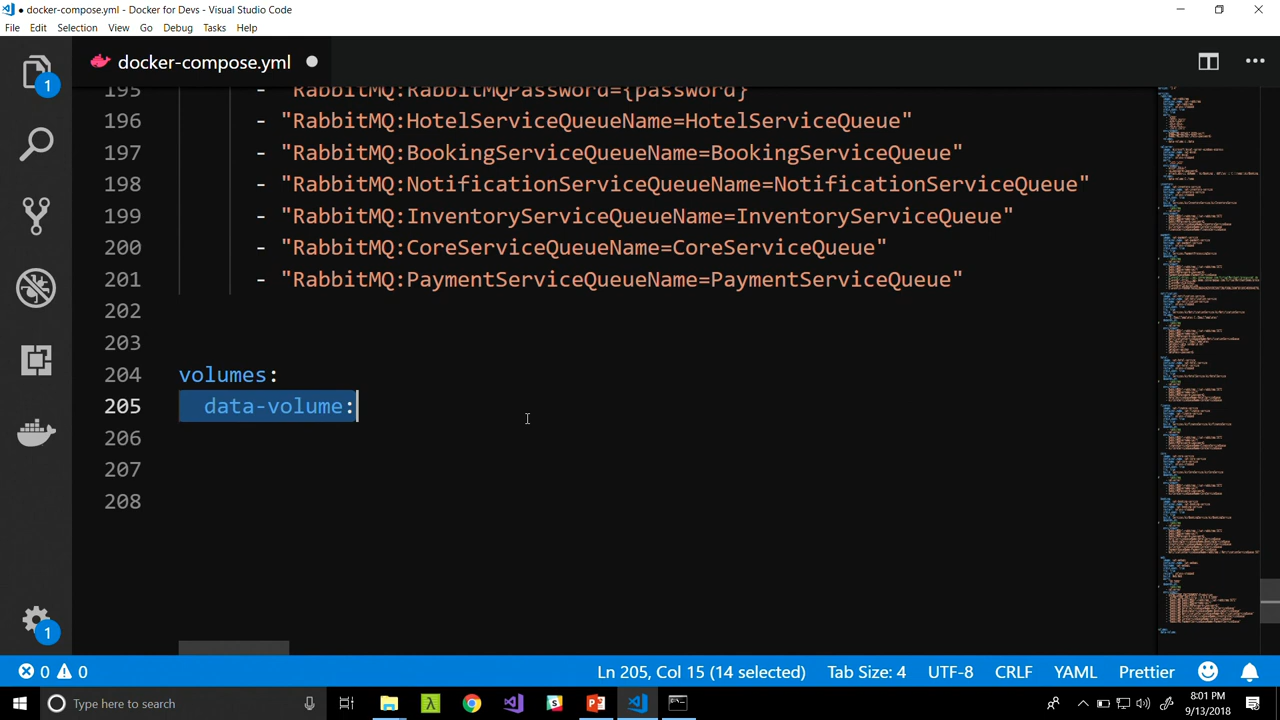 ● docker-compose.yml - Docker for Devs - Visual Studio Code
File Edit Selection View Go Debug Tasks Help
1
docker-compose.yml
195 - "RabbitMQ:RabbitMQPassword={password}"
196 - "RabbitMQ:HotelServiceQueueName=HotelServiceQueue"
197 - "RabbitMQ:BookingServiceQueueName=BookingServiceQueue"
198 - "RabbitMQ:NotificationServiceQueueName=NotificationServiceQueue"
199 - "RabbitMQ:InventoryServiceQueueName=InventoryServiceQueue"
200 - "RabbitMQ:CoreServiceQueueName=CoreServiceQueue"
201 - "RabbitMQ:PaymentServiceQueueName=PaymentServiceQueue"
202
203
204 volumes:
205 data-volume:
206
207
208
1
0 0 Ln 205, Col 15 (14 selected) Tab Size: 4 UTF-8 CRLF YAML Prettier
Type here to search
8:01 PM
9/13/2018